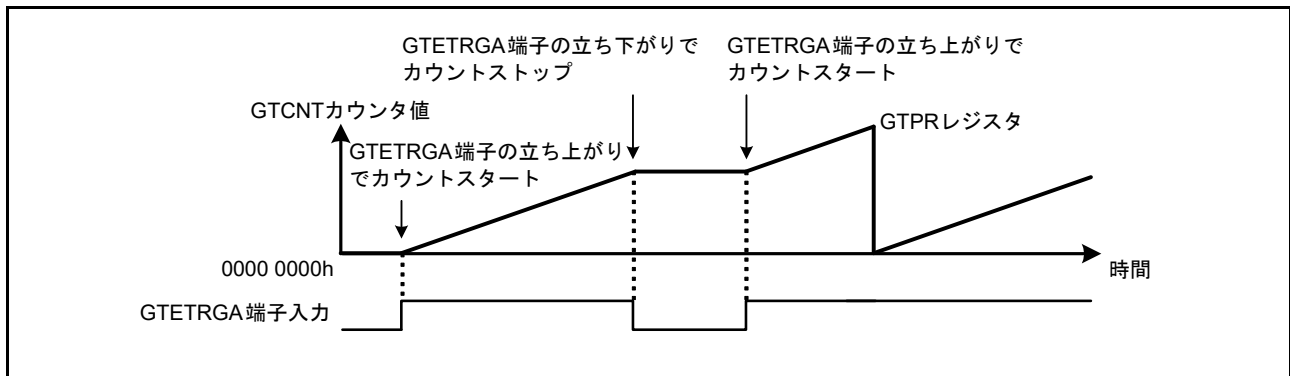 GTETRGA端子の立ち下がりで
カウントストップ
GTETRGA端子の立ち上がりで
カウントスタート
GTCNTカウンタ値
GTPRレジスタ
GTETRGA端子の立ち上がり
でカウントスタート
0000 0000h
時間
GTETRGA端子入力